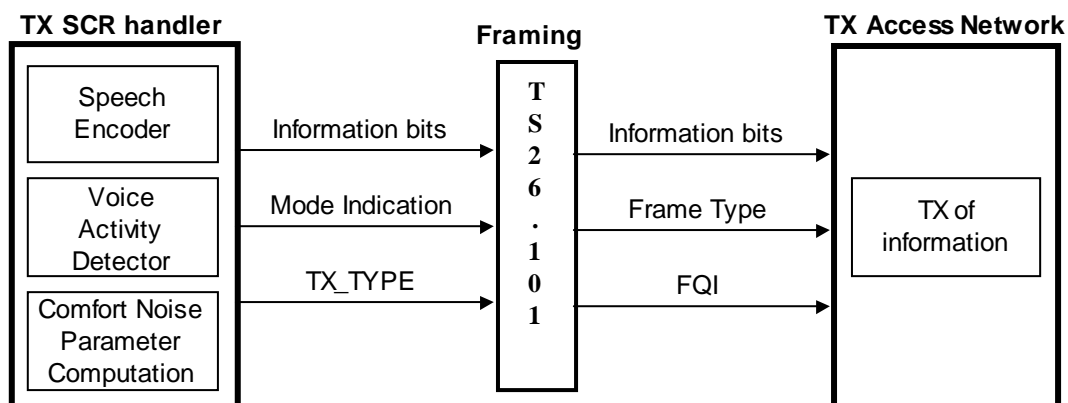 TX SCR handler
Framing
TX Access Network
Speech
Encoder
Voice
Activity
Detector
Comfort Noise
Parameter
Computation
Information bits
Mode Indication
TX_TYPE
T
S
2
6
.
1
0
1
Information bits
Frame Type
FQI
TX of
information